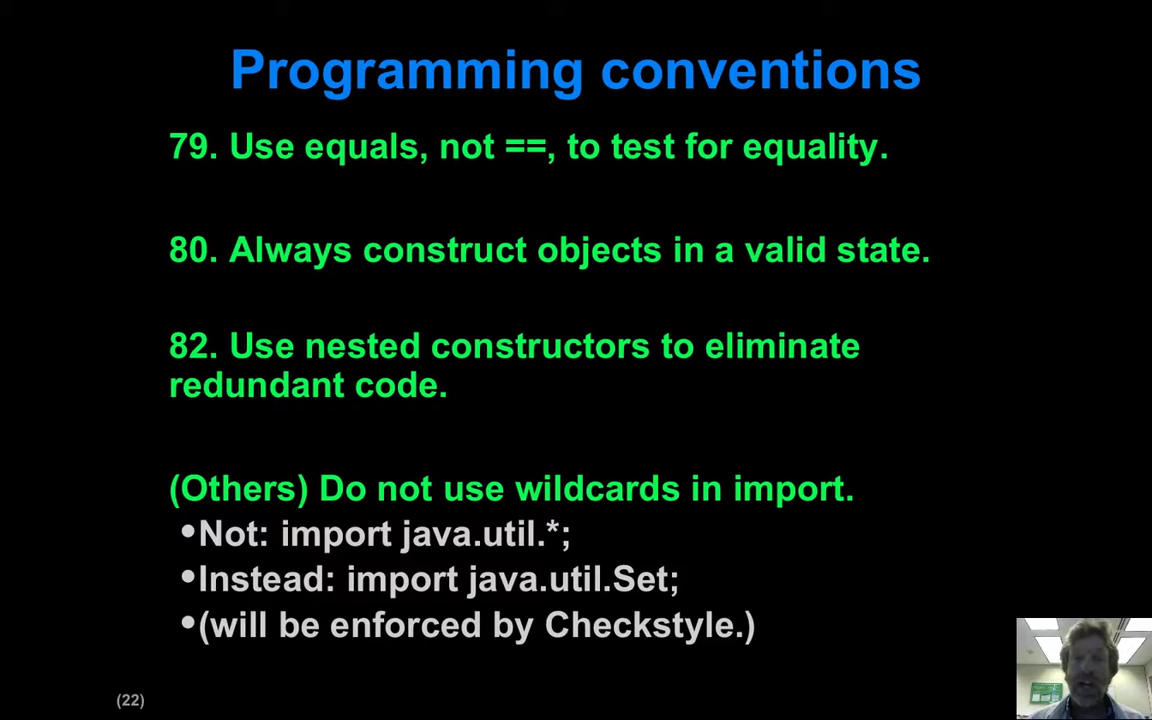 Programming conventions
79. Use equals, not ==, to test for equality.
80. Always construct objects in a valid state.
82. Use nested constructors to eliminate
redundant code.
(Others) Do not use wildcards in import.
•Not: import java.util.*;
•Instead: import java.util.Set;
•(will be enforced by Checkstyle.)
(22)